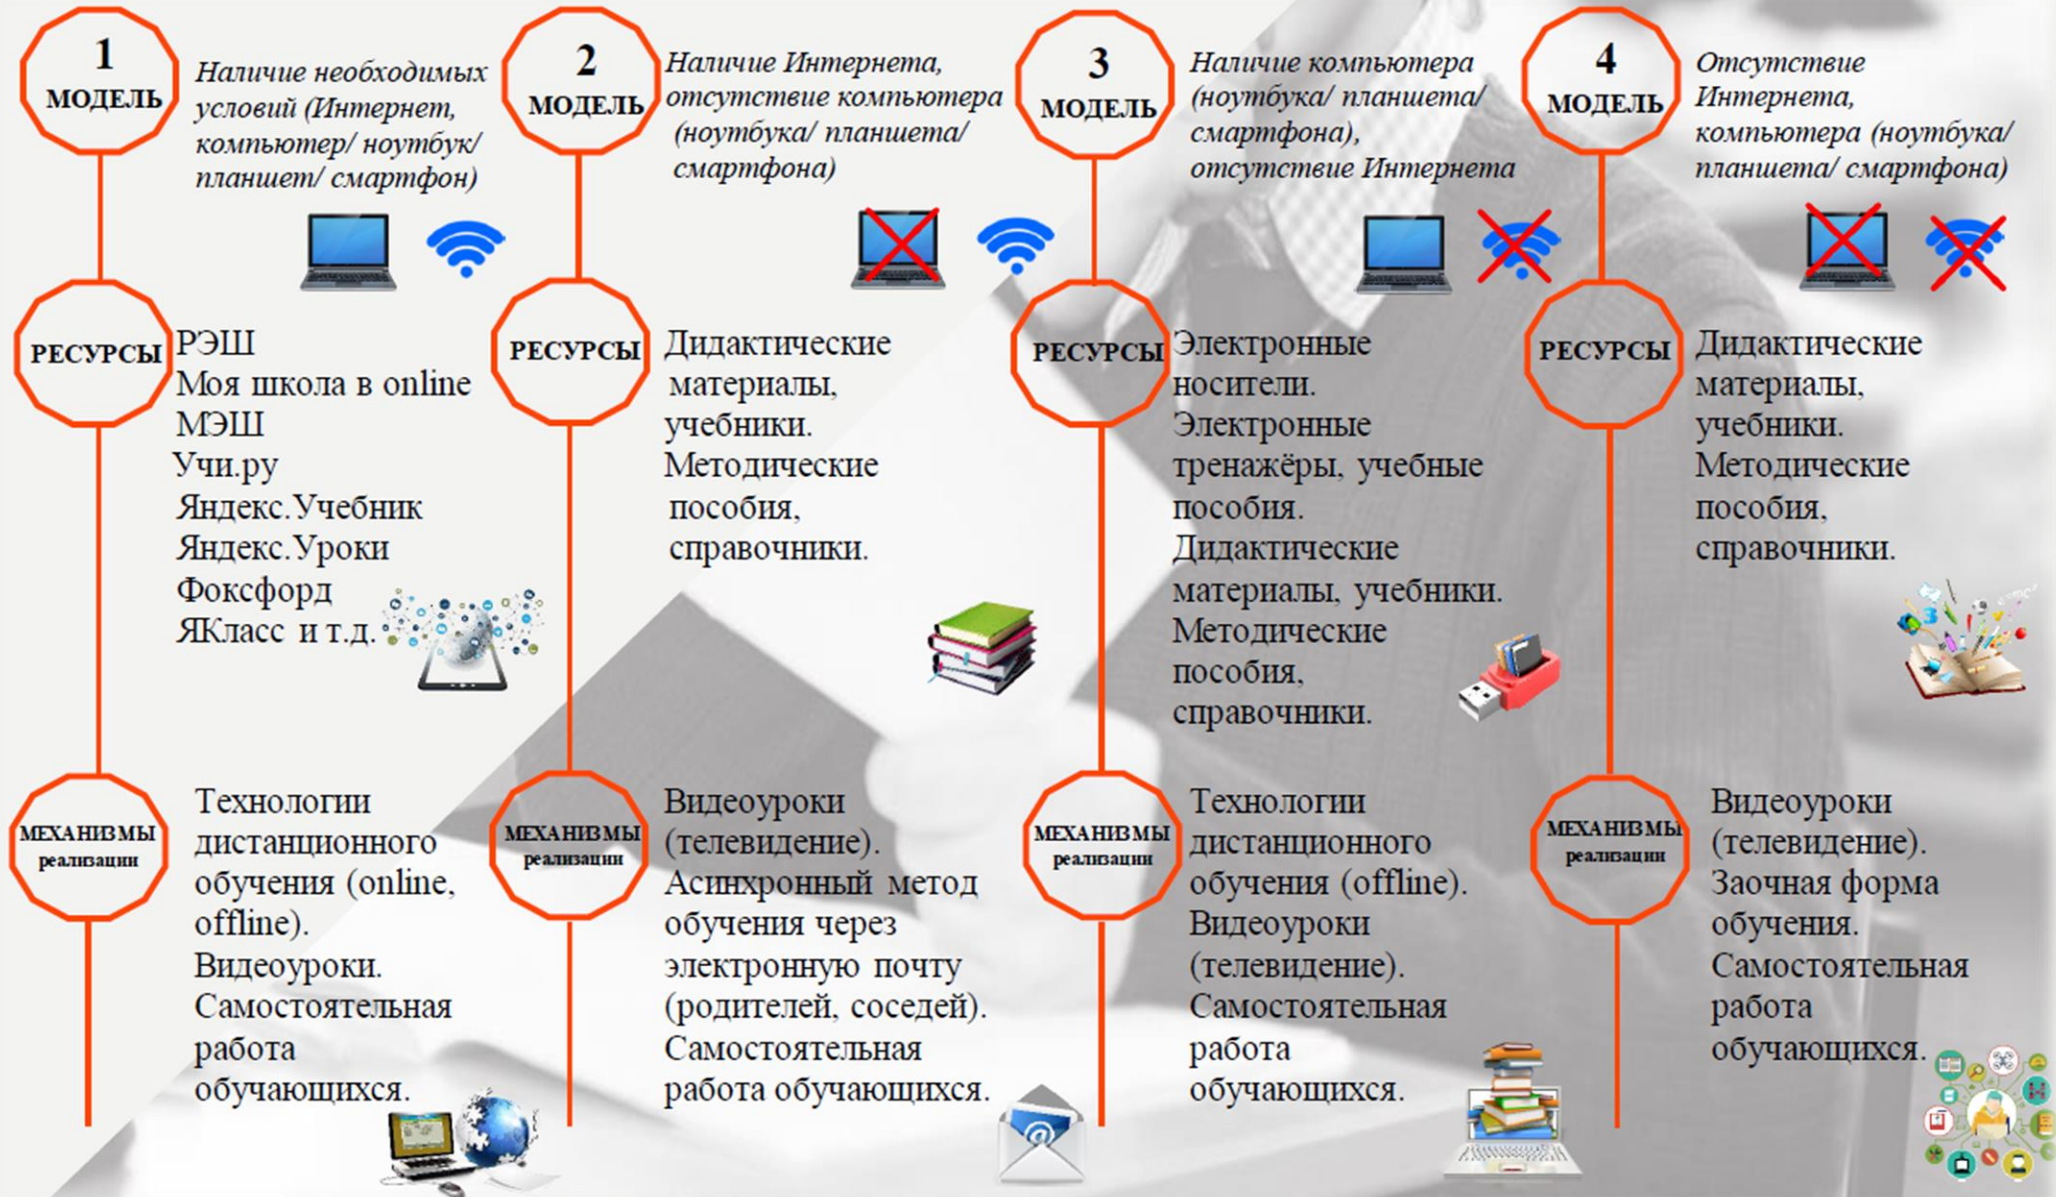 1
МОДЕЛЬ
Наличие необходимых
условий (Интернет,
компьютер/ ноутбук/
планшет/ смартфон)
РЕСУРСЫ
РЭШ
Моя школа в online
МЭШ
Учи.ру
Яндекс.Учебник
Яндекс.Уроки
Фоксфорд
ЯКласс и т.д.
МЕХАНИЗМЫ
реализации
Технологии
дистанционного
обучения (online,
offline).
Видеоуроки.
Самостоятельная
работа
обучающихся.
2
МОДЕЛЬ
Наличие Интернета,
отсутствие компьютера
(ноутбука/ планшета/
смартфона)
РЕСУРСЫ
Дидактические
материалы,
учебники.
Методические
пособия,
справочники.
МЕХАНИЗМЫ
реализации
Видеоуроки
(телевидение).
Асинхронный метод
обучения через
электронную почту
(родителей, соседей).
Самостоятельная
работа обучающихся.
3
МОДЕЛЬ
Наличие компьютера
(ноутбука/ планшета/
смартфона),
отсутствие Интернета
РЕСУРСЫ
Электронные
носители.
Электронные
тренажёры, учебные
пособия.
Дидактические
материалы, учебники.
Методические
пособия,
справочники.
МЕХАНИЗМЫ
реализации
Технологии
дистанционного
обучения (offline).
Видеоуроки
(телевидение).
Самостоятельная
работа
обучающихся.
4
МОДЕЛЬ
Отсутствие
Интернета,
компьютера (ноутбука/
планшета/ смартфона)
РЕСУРСЫ
Дидактические
материалы,
учебники.
Методические
пособия,
справочники.
МЕХАНИЗМЫ
реализации
Видеоуроки
(телевидение).
Заочная форма
обучения.
Самостоятельная
работа
обучающихся.